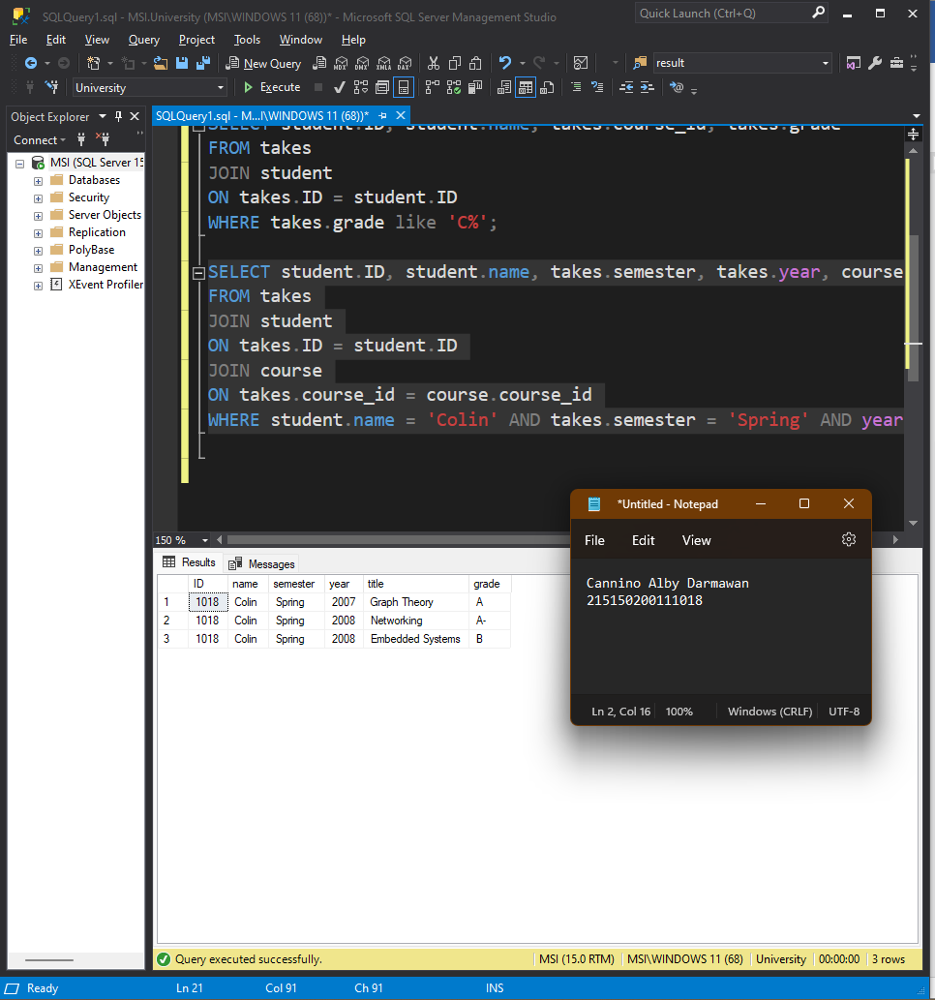 SQLQuery1.sql - MSI.University (MSI\WINDOWS 11 (68))* - Microsoft SQL Server Management Studio
Quick Launch (Ctrl+Q)
File Edit View Query Project Tools Window Help
New Query MDX DMX XMLA DAX result
University Execute
Object Explorer
SQLQuery1.sql - M...I\WINDOWS 11 (68))*
Connect
MSI (SQL Server 15
Databases
Security
Server Objects
Replication
PolyBase
Management
XEvent Profiler
SELECT student.ID, student.name, takes.course_id, takes.grade
FROM takes
JOIN student
ON takes.ID = student.ID
WHERE takes.grade like 'C%';
SELECT student.ID, student.name, takes.semester, takes.year, course
FROM takes
JOIN student
ON takes.ID = student.ID
JOIN course
ON takes.course_id = course.course_id
WHERE student.name = 'Colin' AND takes.semester = 'Spring' AND year
150 %
Results Messages
ID name semester year title grade
1 1018 Colin Spring 2007 Graph Theory A
2 1018 Colin Spring 2008 Networking A-
3 1018 Colin Spring 2008 Embedded Systems B
*Untitled - Notepad
File Edit View
Cannino Alby Darmawan
215150200111018
Ln 2, Col 16 100% Windows (CRLF) UTF-8
Query executed successfully. MSI (15.0 RTM) MSI\WINDOWS 11 (68) University 00:00:00 3 rows
Ready Ln 21 Col 91 Ch 91 INS